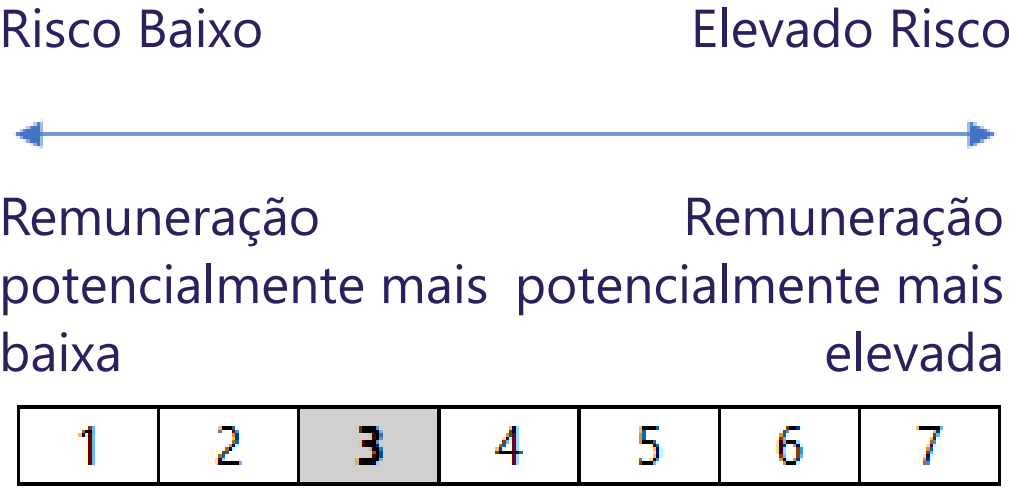 Risco Baixo Elevado Risco
Remuneração Remuneração
potencialmente mais potencialmente mais
baixa elevada
1 2 3 4 5 6 7